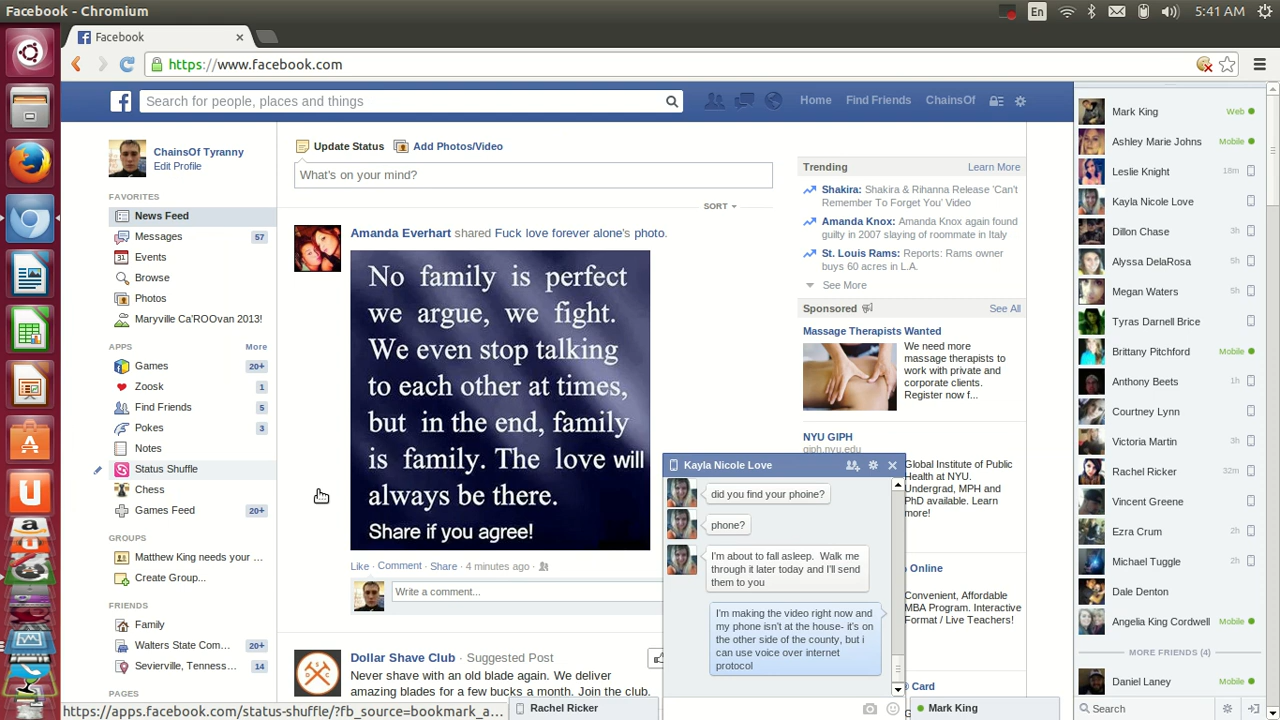 Facebook - Chromium
En
5:41 AM
Facebook
https://www.facebook.com
Search for people, places and things
Home
Find Friends
ChainsOf
ChainsOf Tyranny
Edit Profile
FAVORITES
News Feed
Messages 57
31 Events
Browse
Photos
Maryville Ca'ROOvan 2013!
APPS More
Games 20+
Zoosk 1
Find Friends 5
Pokes 3
Notes
Status Shuffle
Chess
Games Feed 20+
GROUPS
Matthew King needs your ...
Create Group...
FRIENDS
Family
Walters State Com... 20+
Sevierville, Tenness... 14
PAGES
https://apps.facebook.com/status-shuffle/?fb_source=bookmark_a...
Update Status Add Photos/Video
What's on your mind?
SORT
Amanda Everhart shared Fuck love forever alone's photo.
No family is perfect
we argue, we fight.
We even stop talking
to each other at times,
but in the end, family
is family. The love will
always be there.
Share if you agree!
Like · Comment · Share · 4 minutes ago ·
Write a comment...
Dollar Shave Club · Suggested Post
Never shave with an old blade again. We deliver
amazing blades for a few bucks a month. Join the club.
Rachel Ricker
Trending Learn More
Shakira: Shakira & Rihanna Release 'Can't
Remember To Forget You' Video
Amanda Knox: Amanda Knox again found
guilty in 2007 slaying of roommate in Italy
St. Louis Rams: Reports: Rams owner
buys 60 acres in L.A.
See More
Sponsored See All
Massage Therapists Wanted
We need more
massage therapists to
work with private and
corporate clients.
Register now f...
NYU GIPH
giph.nyu.edu
Global Institute of Public
Health at NYU.
Undergrad, MPH and
PhD available. Learn
more!
Online
Convenient, Affordable
MBA Program. Interactive
Format / Live Teachers!
Card
Kayla Nicole Love
did you find your phoine?
phone?
I'm about to fall asleep. Walk me
through it later today and I'll send
them to you
I'm making the video right now and
my phone isn't at the house- it's on
the other side of the county, but i
can use voice over internet
protocol
Mark King
Mark King Web
Ashley Marie Johns Mobile
Leslie Knight 18m
Kayla Nicole Love
Dillon Chase 3h
Alyssa DelaRosa 5h
Megan Waters 5h
Tyras Darnell Brice
Brittany Pitchford Mobile
Anthony Beets 1h
Courtney Lynn
Victoria Martin 3h
Rachel Ricker 32m
Vincent Greene
Ezra Crum 2h
Michael Tuggle 2h
Dale Denton
Angelia King Cordwell Mobile
MORE FRIENDS (4)
Daniel Laney Mobile
Search